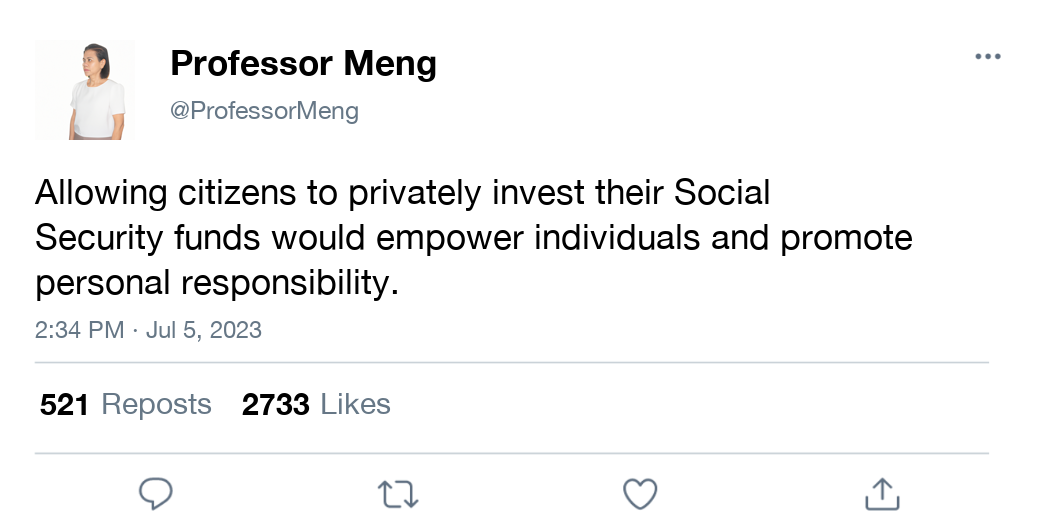 Professor Meng
@ProfessorMeng
Allowing citizens to privately invest their Social
Security funds would empower individuals and promote
personal responsibility.
2:34 PM · Jul 5, 2023
521 Reposts 2733 Likes